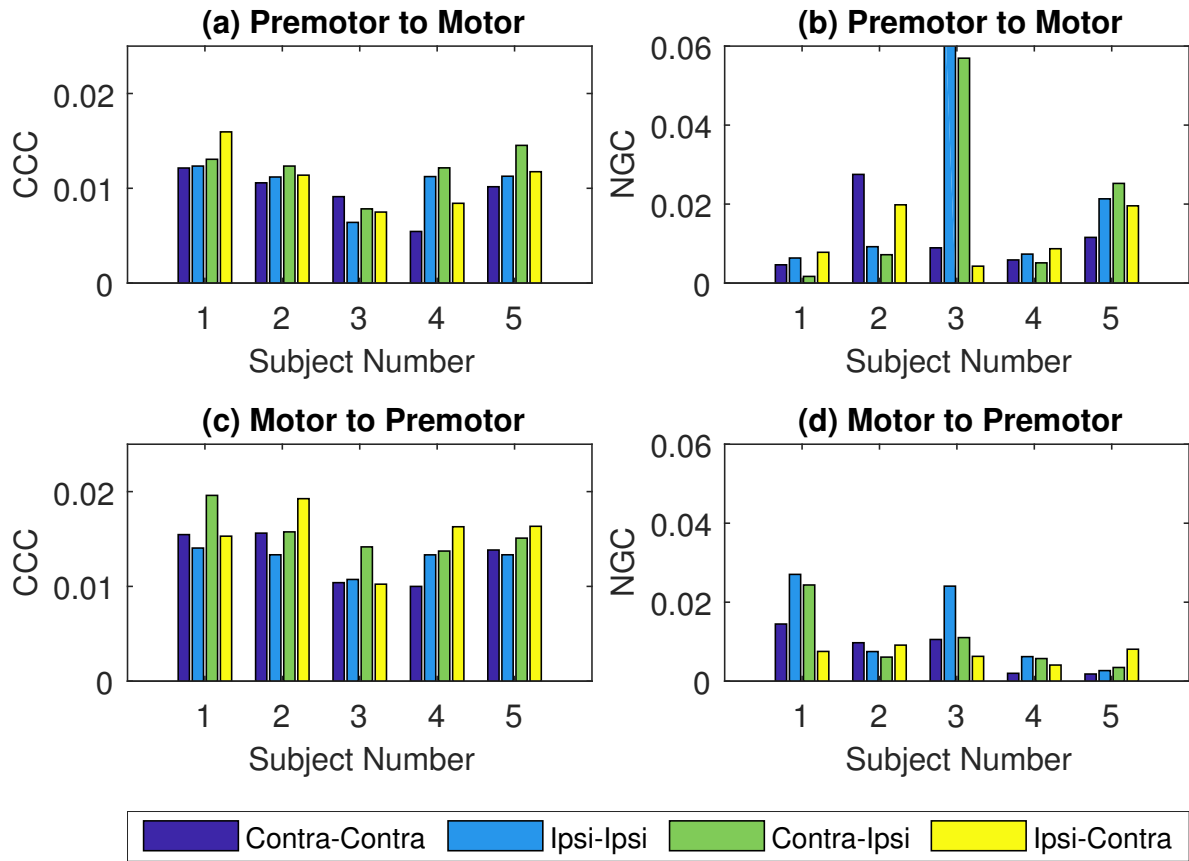 (a) Premotor to Motor
CCC
0.02
0.01
0
1 2 3 4 5
Subject Number
(b) Premotor to Motor
NGC
0.06
0.04
0.02
0
1 2 3 4 5
Subject Number
(c) Motor to Premotor
CCC
0.02
0.01
0
1 2 3 4 5
Subject Number
(d) Motor to Premotor
NGC
0.06
0.04
0.02
0
1 2 3 4 5
Subject Number
Contra-Contra Ipsi-Ipsi Contra-Ipsi Ipsi-Contra